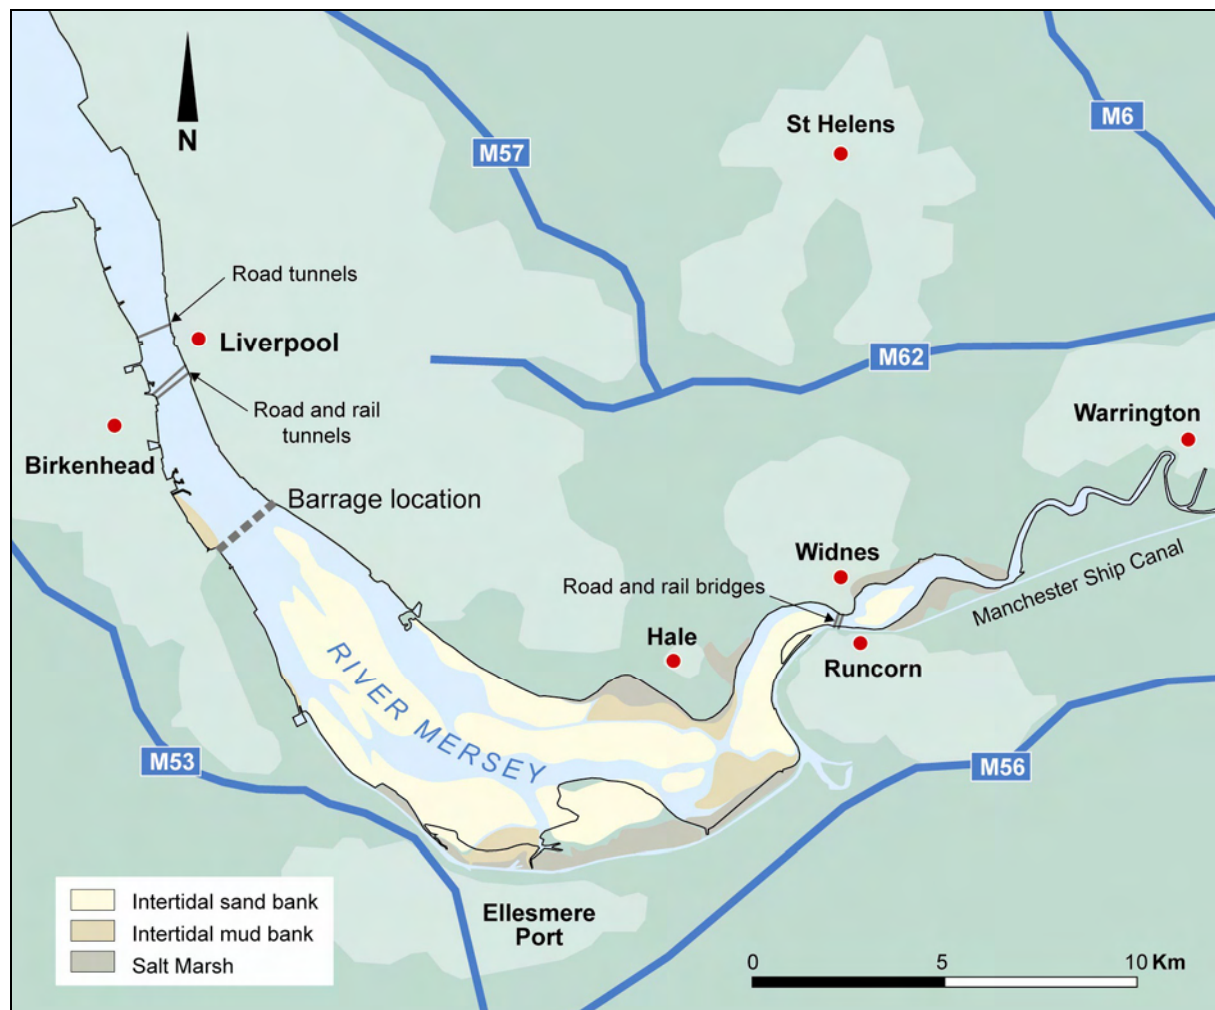 N
M57
St Helens
M6
Road tunnels
Liverpool
M62
Road and rail
tunnels
Warrington
Birkenhead
Barrage location
Widnes
Road and rail bridges
Manchester Ship Canal
Hale
Runcorn
RIVER MERSEY
M53
M56
Ellesmere
Port
Intertidal sand bank
Intertidal mud bank
Salt Marsh
0 5 10 Km